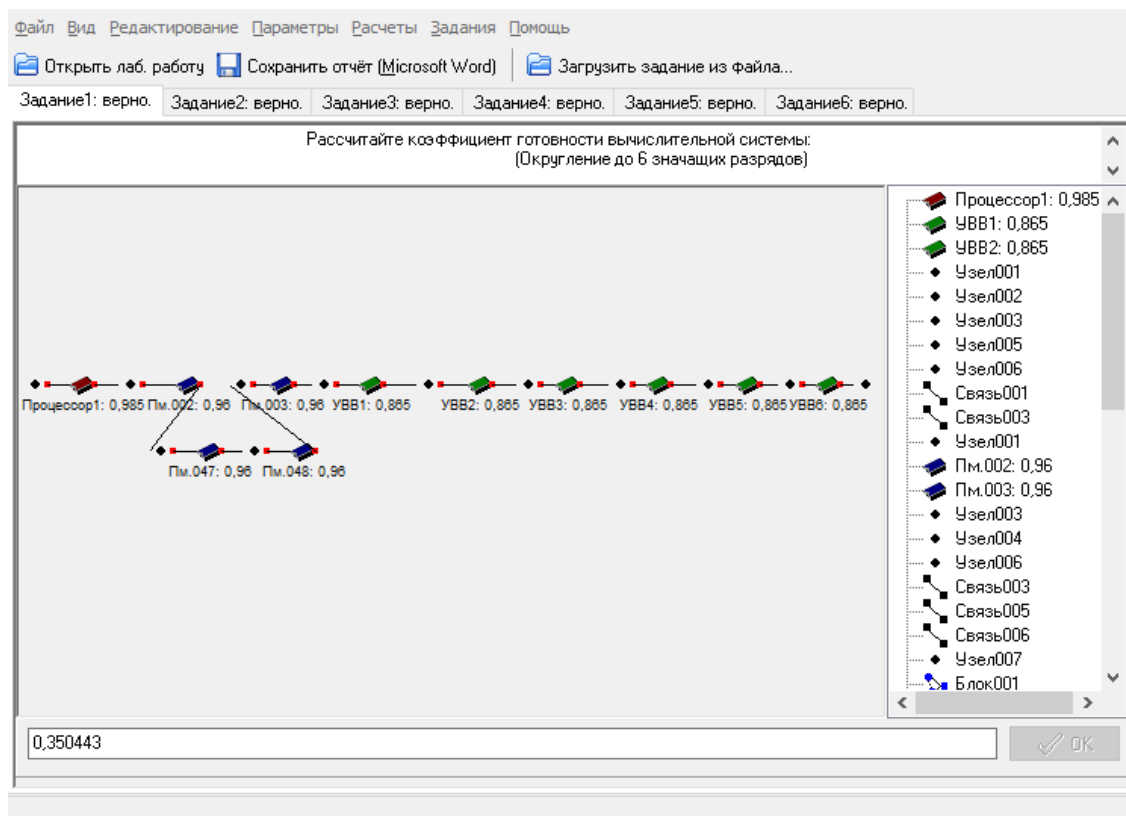 Файл Вид Редактирование Параметры Расчеты Задания Помощь
Открыть лаб. работу Сохранить отчёт (Microsoft Word) Загрузить задание из файла...
Задание1: верно. Задание2: верно. Задание3: верно. Задание4: верно. Задание5: верно. Задание6: верно.
Рассчитайте коэффициент готовности вычислительной системы:
(Округление до 6 значащих разрядов)
Процессор1: 0,985 Пм.002: 0,96 Пм.003: 0,96 УВВ1: 0,865 УВВ2: 0,865 УВВ3: 0,865 УВВ4: 0,865 УВВ5: 0,865 УВВ6: 0,865
Пм.047: 0,96 Пм.048: 0,96
Процессор1: 0,985
УВВ1: 0,865
УВВ2: 0,865
Узел001
Узел002
Узел003
Узел005
Узел006
Связь001
Связь003
Узел001
Пм.002: 0,96
Пм.003: 0,96
Узел003
Узел004
Узел006
Связь003
Связь005
Связь006
Узел007
Блок001
0,350443
OK